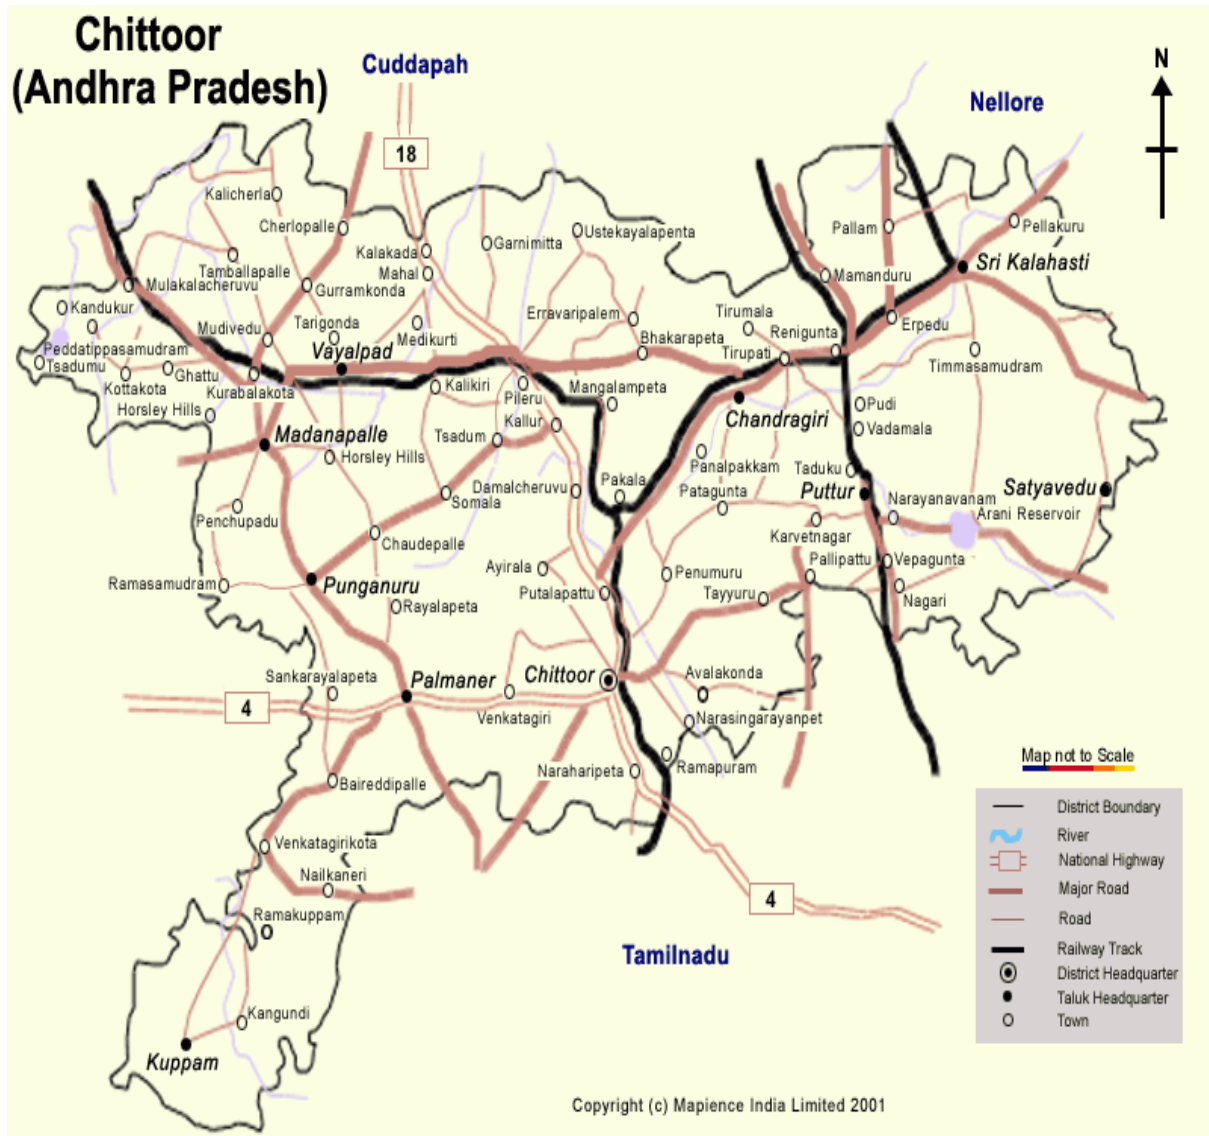 Chittoor
(Andhra Pradesh)
Cuddapah
Nellore
N
18
Kalicherla
Cherlopalle
Kalakada
Garnimitta
Ustekayalapenta
Pallam
Pellakuru
Tamballapalle
Mahal
Sri Kalahasti
Mulakalacheruvu
Gurramkonda
Mamanduru
Kandukur
Mudivedu
Tarigonda
Medikurti
Erravaripalem
Tirumala
Renigunta
Erpedu
Bhakarapeta
Peddatippasamudram
Vayalpad
Tirupati
Timmasamudram
Tsadumu
Kottakota
Ghattu
Kurabalakota
Kalikiri
Pileru
Mangalampeta
Horsley Hills
Kallur
Chandragiri
Pudi
Vadamala
Madanapalle
Tsadum
Horsley Hills
Panalpakkam
Taduku
Damalcheruvu
Pakala
Patagunta
Puttur
Narayanavanam
Satyavedu
Somala
Arani Reservoir
Penchupadu
Karvetnagar
Chaudepalle
Pallipattu
Vepagunta
Ayirala
Penumuru
Ramasamudram
Punganuru
Putalapattu
Tayyuru
Nagari
Rayalapeta
Sankarayalapeta
Palmaner
Chittoor
Avalakonda
4
Venkatagiri
Narasingarayanpet
Naraharipeta
Ramapuram
Baireddipalle
Map not to Scale
District Boundary
River
National Highway
Major Road
Road
Railway Track
District Headquarter
Taluk Headquarter
Town
Venkatagirikota
Nailkaneri
4
Ramakuppam
Tamilnadu
Kangundi
Kuppam
Copyright (c) Mapience India Limited 2001